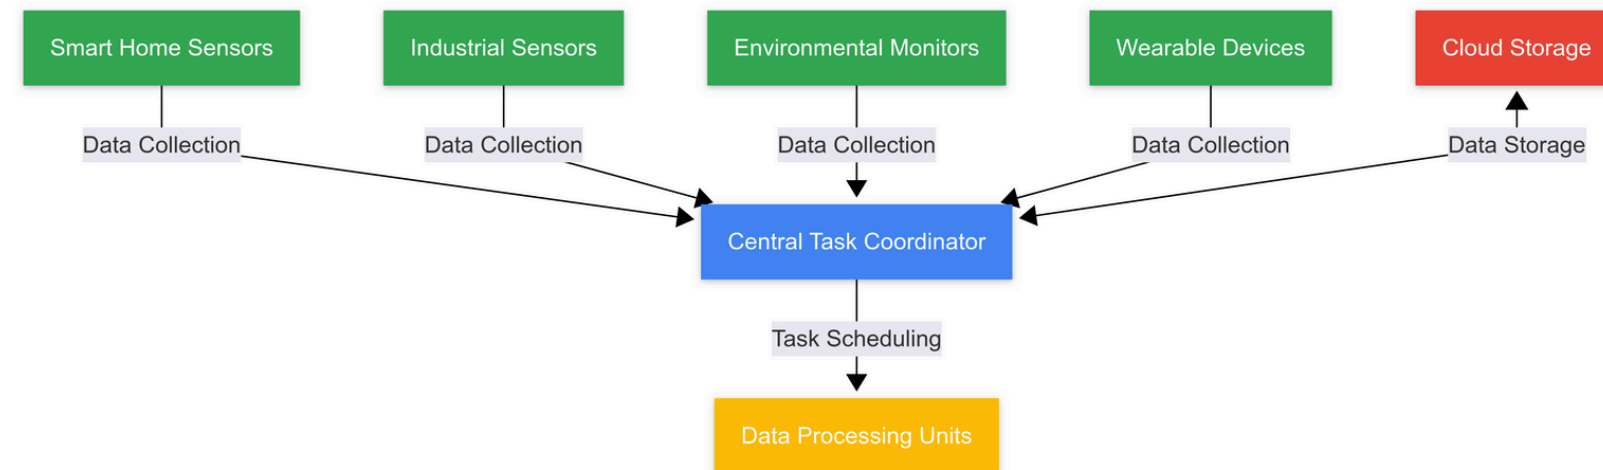 Smart Home Sensors
Industrial Sensors
Environmental Monitors
Wearable Devices
Cloud Storage
Data Collection
Data Collection
Data Collection
Data Collection
Data Storage
Central Task Coordinator
Task Scheduling
Data Processing Units